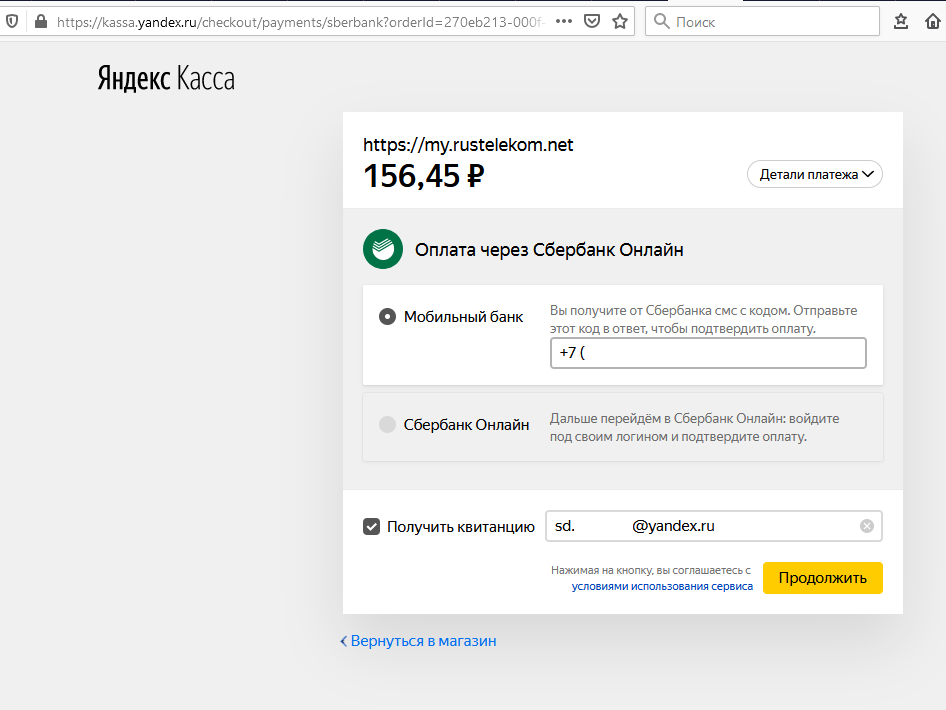 https://kassa.yandex.ru/checkout/payments/sberbank?orderId=270eb213-000f-
Поиск
Яндекс Касса
https://my.rustelekom.net
156,45 ₽
Детали платежа
Оплата через Сбербанк Онлайн
Мобильный банк
Вы получите от Сбербанка смс с кодом. Отправьте
этот код в ответ, чтобы подтвердить оплату.
+7 (
Сбербанк Онлайн
Дальше перейдём в Сбербанк Онлайн: войдите
под своим логином и подтвердите оплату.
Получить квитанцию
sd. @yandex.ru
Нажимая на кнопку, вы соглашаетесь с
условиями использования сервиса
Продолжить
Вернуться в магазин